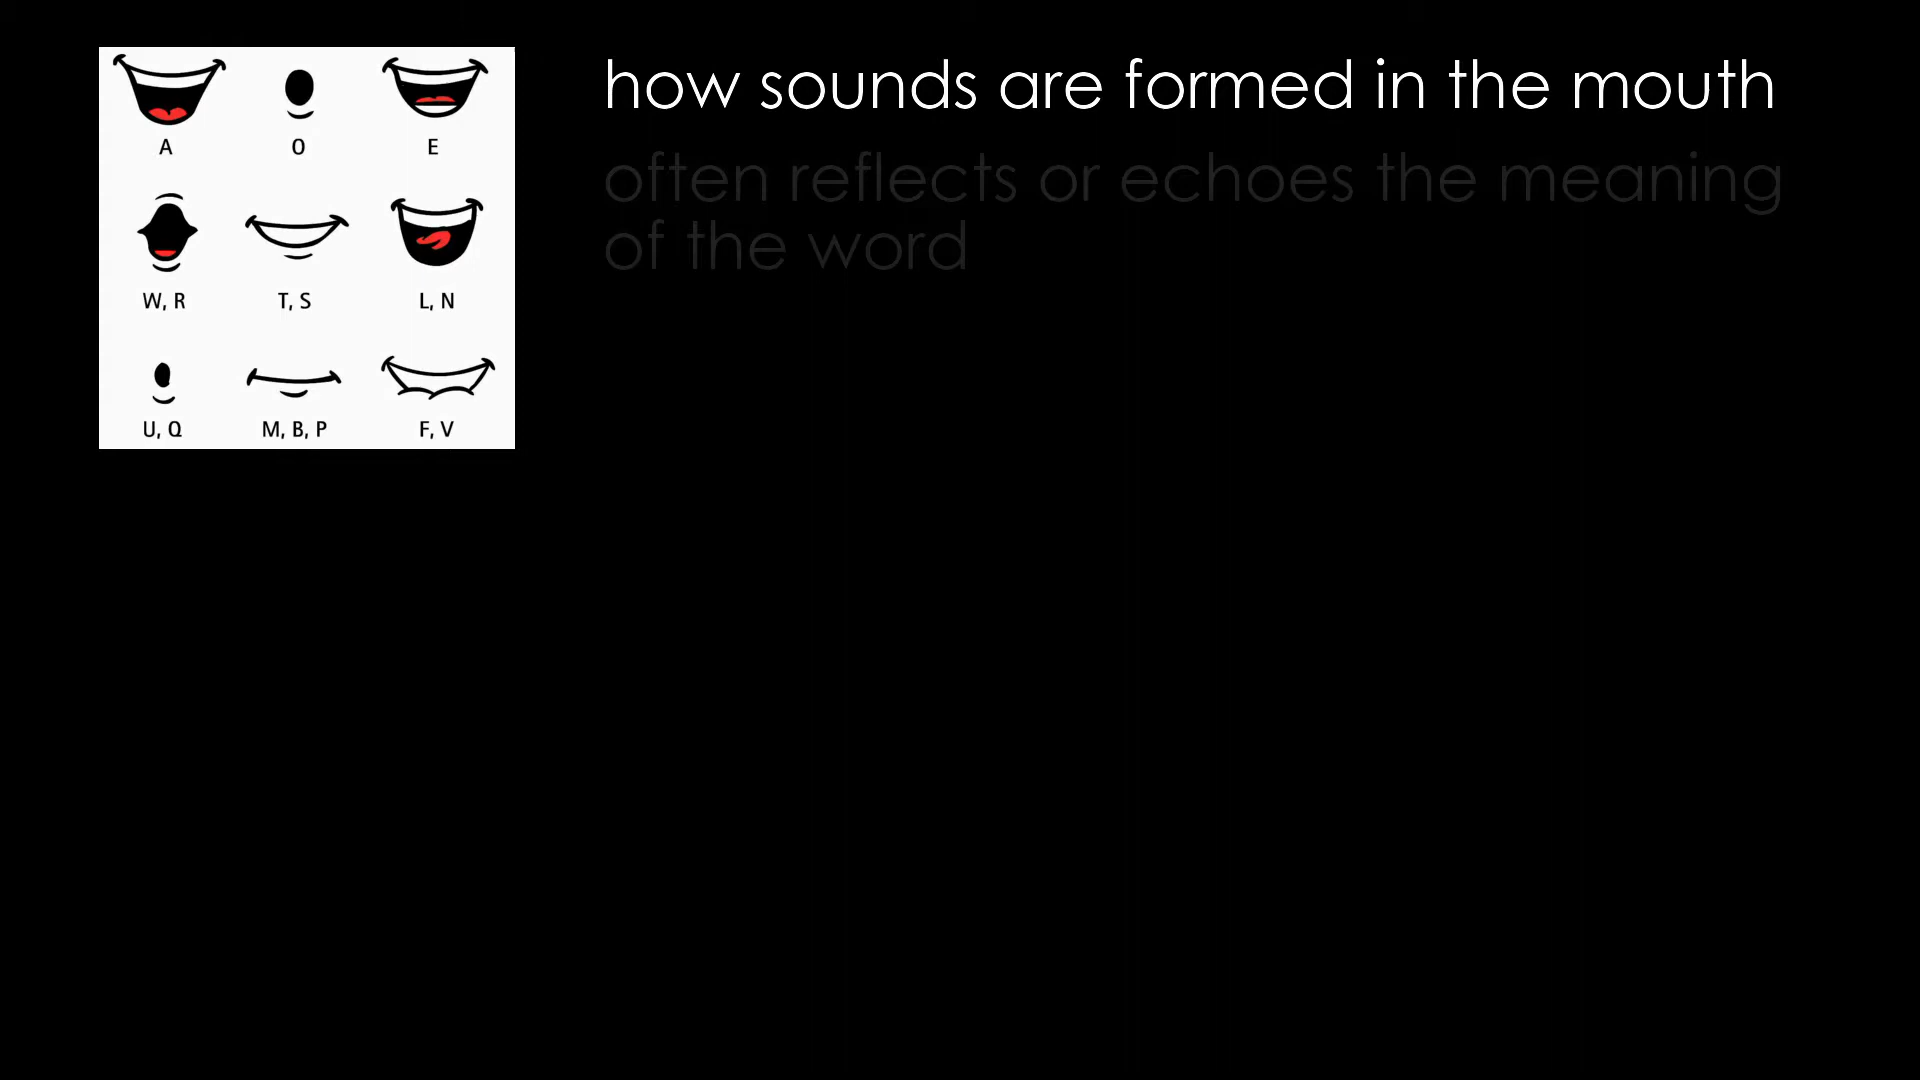 how sounds are formed in the mouth
often reflects or echoes the meaning
of the word
A O E
W, R T, S L, N
U, Q M, B, P F, V